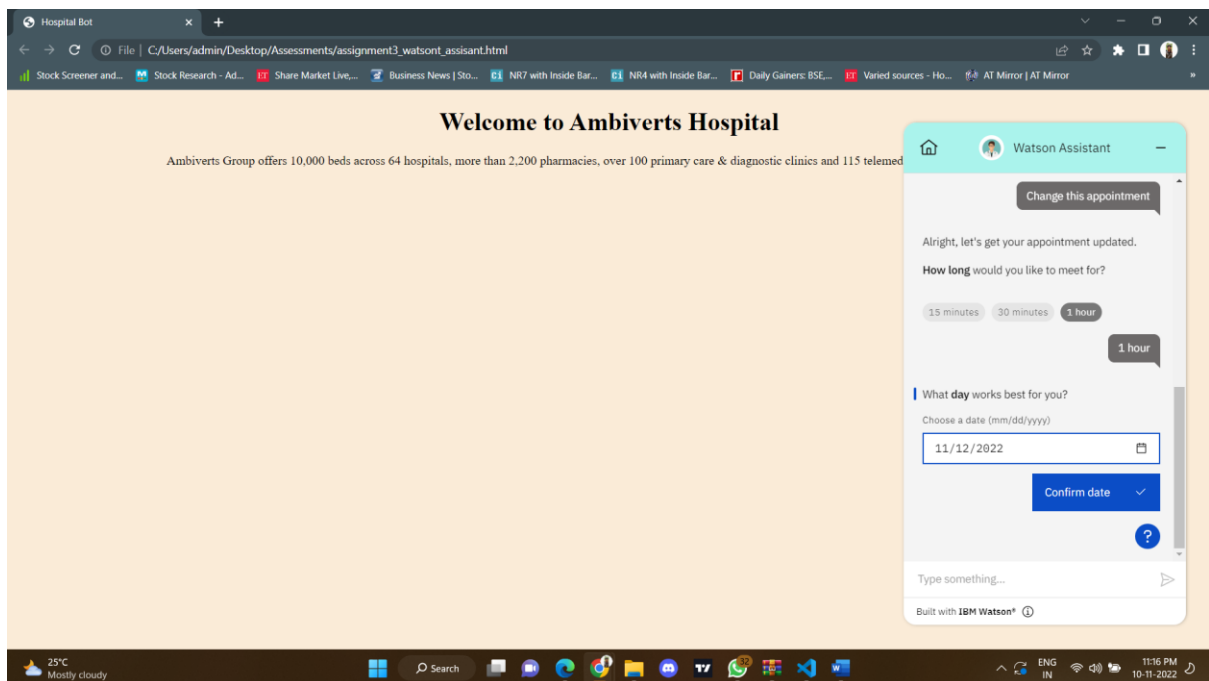 Hospital Bot
File | C:/Users/admin/Desktop/Assessments/assignment3_watsont_assisant.html
Stock Screener and... Stock Research - Ad... Share Market Live,... Business News | Sto... NR7 with Inside Bar... NR4 with Inside Bar... Daily Gainers: BSE,... Varied sources - Ho... AT Mirror | AT Mirror »
Welcome to Ambiverts Hospital
Ambiverts Group offers 10,000 beds across 64 hospitals, more than 2,200 pharmacies, over 100 primary care & diagnostic clinics and 115 telemed
Watson Assistant
Change this appointment
Alright, let's get your appointment updated.
How long would you like to meet for?
15 minutes 30 minutes 1 hour
1 hour
What day works best for you?
Choose a date (mm/dd/yyyy)
11/12/2022
Confirm date
?
Type something...
Built with IBM Watson®
25°C
Mostly cloudy
Search
ENG
IN
11:16 PM
10-11-2022